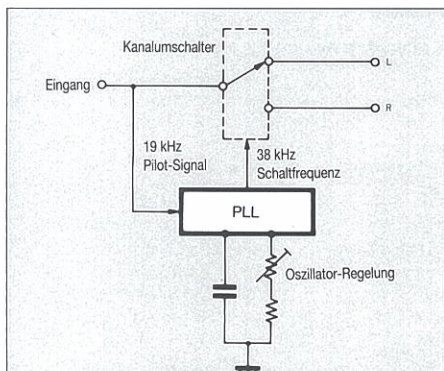 Kanalumschalter
L
Eingang
R
19 kHz
Pilot-Signal
38 kHz
Schaltfrequenz
PLL
Oszillator-Regelung